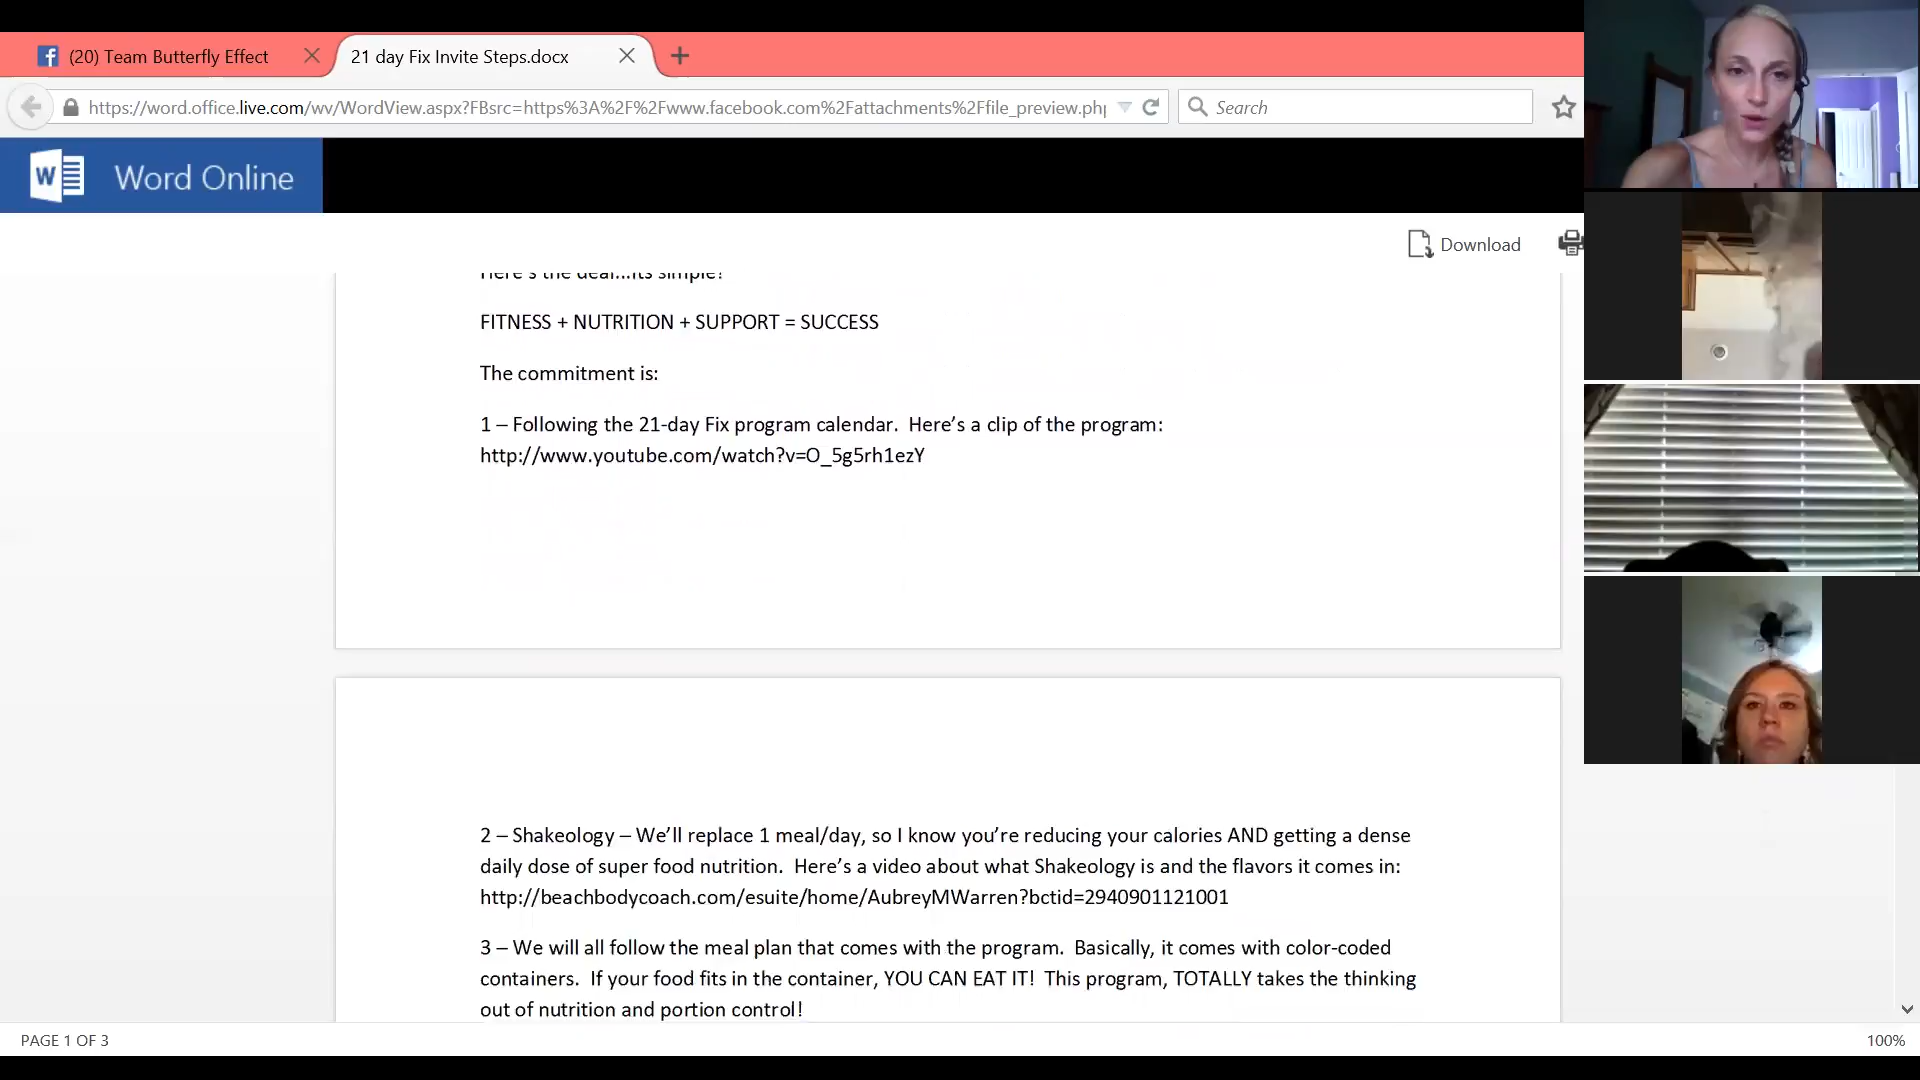 (20) Team Butterfly Effect
21 day Fix Invite Steps.docx
https://word.office.live.com/wv/WordView.aspx?FBsrc=https%3A%2F%2Fwww.facebook.com%2Fattachments%2Ffile_preview.php
Search
W
Word Online
Download
Here's the deal...its simple!
FITNESS + NUTRITION + SUPPORT = SUCCESS
The commitment is:
1 – Following the 21-day Fix program calendar.  Here’s a clip of the program:
http://www.youtube.com/watch?v=O_5g5rh1ezY
2 – Shakeology – We’ll replace 1 meal/day, so I know you’re reducing your calories AND getting a dense
daily dose of super food nutrition.  Here’s a video about what Shakeology is and the flavors it comes in:
http://beachbodycoach.com/esuite/home/AubreyMWarren?bctid=2940901121001
3 – We will all follow the meal plan that comes with the program.  Basically, it comes with color-coded
containers.  If your food fits in the container, YOU CAN EAT IT!  This program, TOTALLY takes the thinking
out of nutrition and portion control!
PAGE 1 OF 3
100%